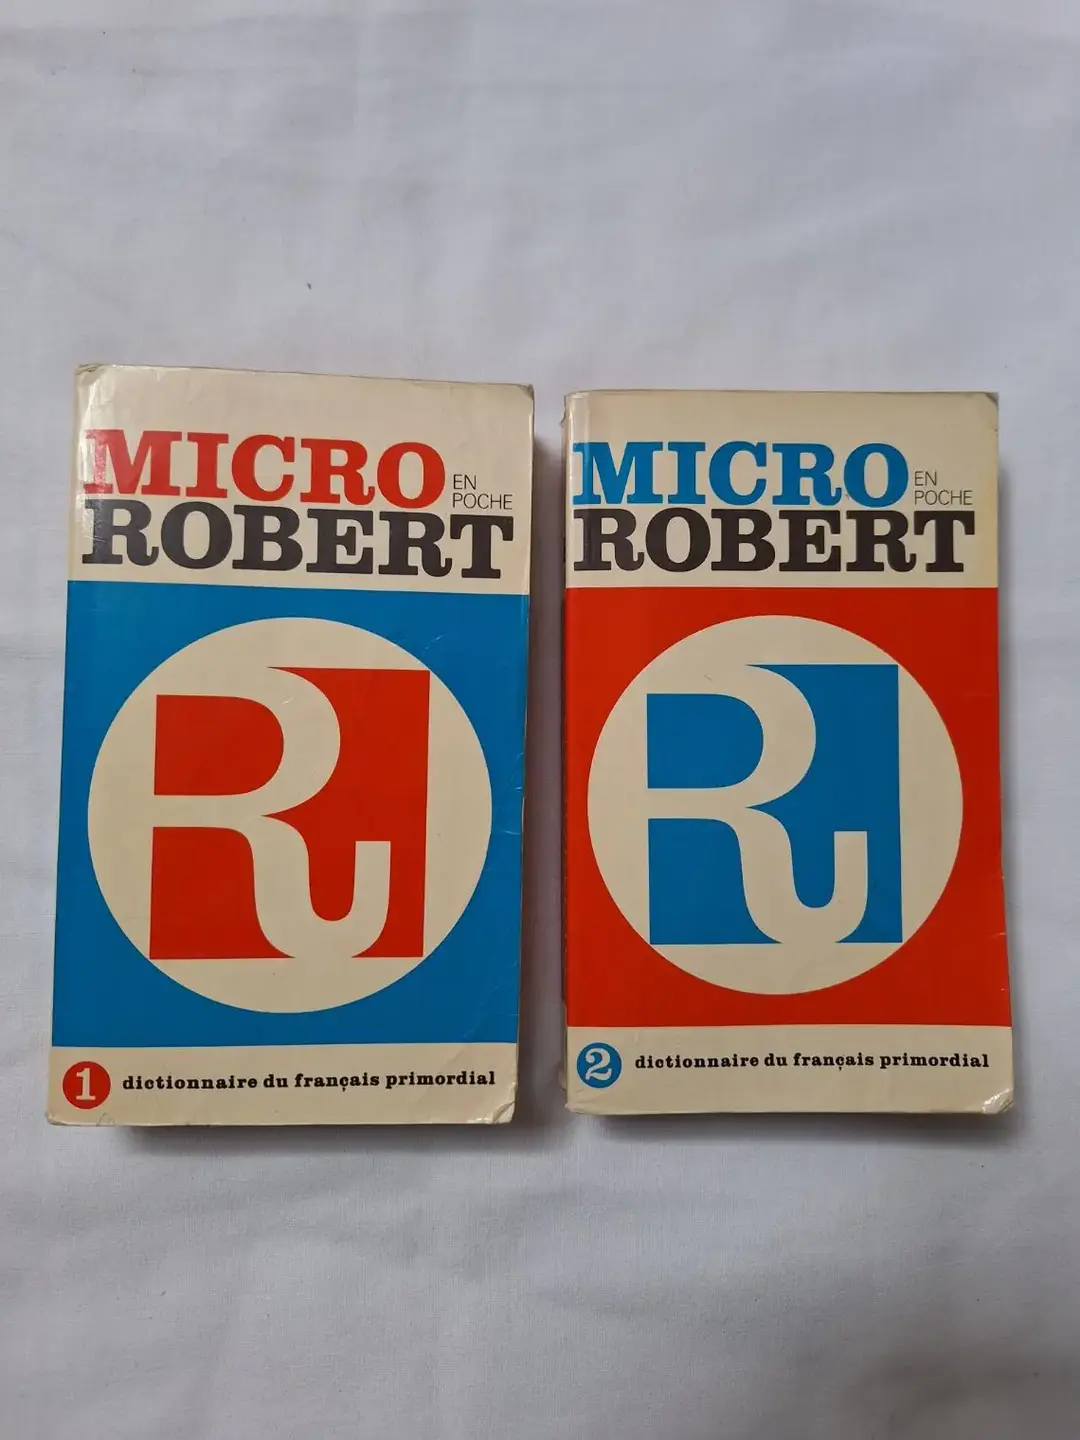 MICRO
EN
POCHE
ROBERT
R
1 dictionnaire du français primordial
MICRO
EN
POCHE
ROBERT
R
2 dictionnaire du français primordial